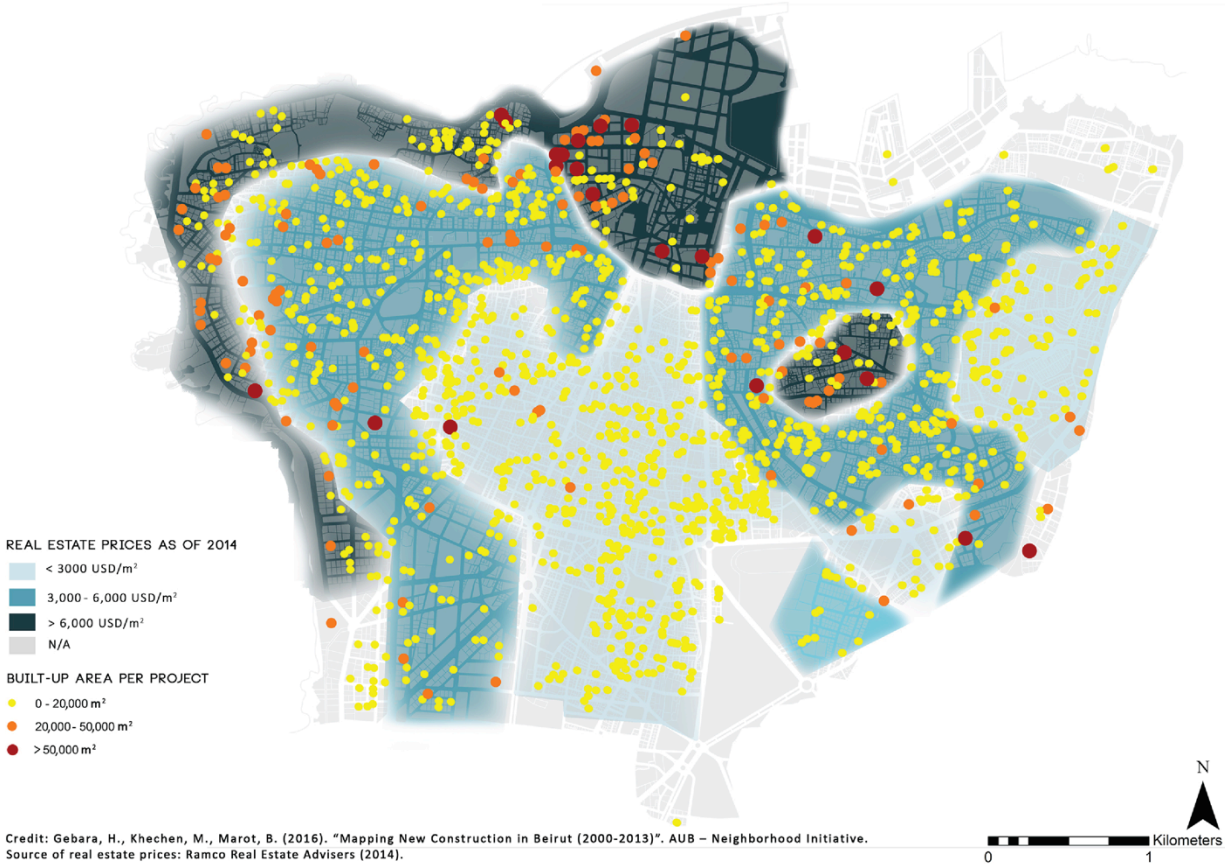 REAL ESTATE PRICES AS OF 2014
< 3000 USD/m²
3,000 - 6,000 USD/m²
> 6,000 USD/m²
N/A
BUILT-UP AREA PER PROJECT
0 - 20,000 m²
20,000 - 50,000 m²
> 50,000 m²
N
Kilometers
0
1
Credit: Gebara, H., Khechen, M., Marot, B. (2016). “Mapping New Construction in Beirut (2000-2013)”. AUB – Neighborhood Initiative.
Source of real estate prices: Ramco Real Estate Advisers (2014).